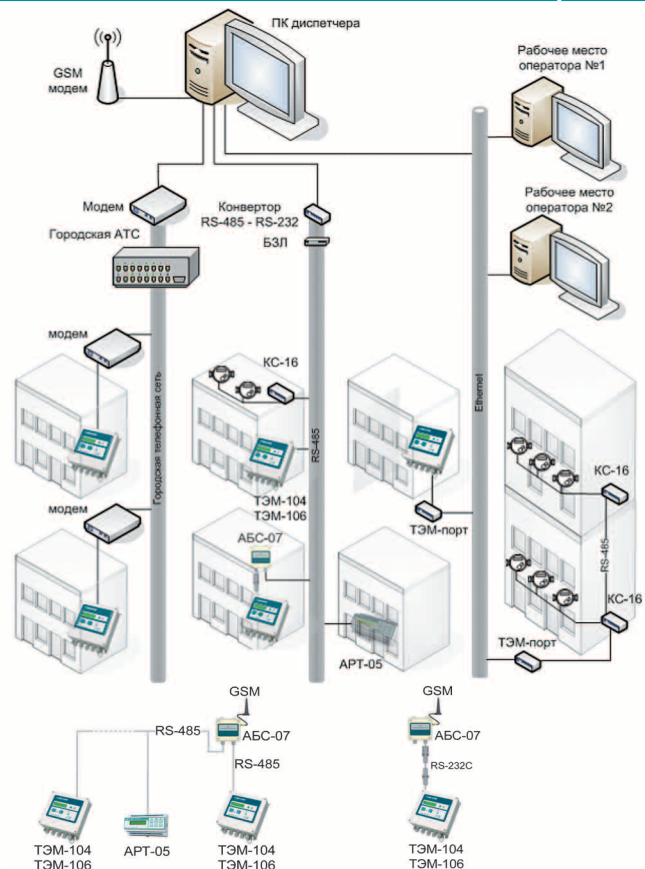 ПК диспетчера
GSM
модем
Рабочее место
оператора №1
Модем
Конвертор
RS-485 - RS-232
БЗЛ
Городская АТС
Рабочее место
оператора №2
модем
КС-16
Городская телефонная сеть
RS-485
Ethernet
ТЭМ-104
ТЭМ-106
КС-16
ТЭМ-порт
модем
АБС-07
RS-485
КС-16
АРТ-05
ТЭМ-порт
GSM
АБС-07
RS-485
RS-485
ТЭМ-104
ТЭМ-106
АРТ-05
ТЭМ-104
ТЭМ-106
GSM
АБС-07
RS-232C
ТЭМ-104
ТЭМ-106